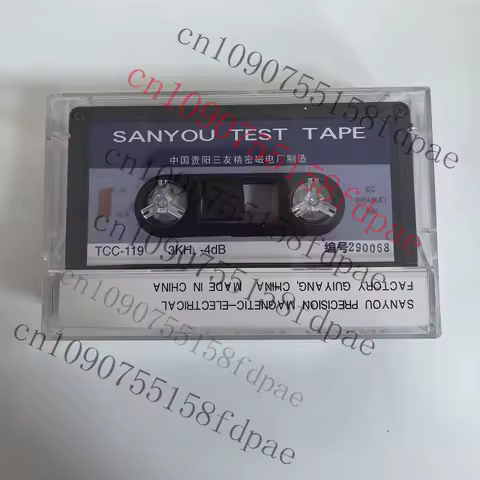 cn1090755158fdpae
cn1090755158fdpae
SANYOU TEST TAPE
中国贵阳三友精密磁电厂制造
cn1090755158fdpae
IEC
TCC-119 3KHz -4dB 编号290068
cn1090755158fdpae
SANYOU PRECISION MAGNETIC—ELECTRICAL
FACTORY GUIYANG, CHINA MADE IN CHINA
cn1090755158fdpae